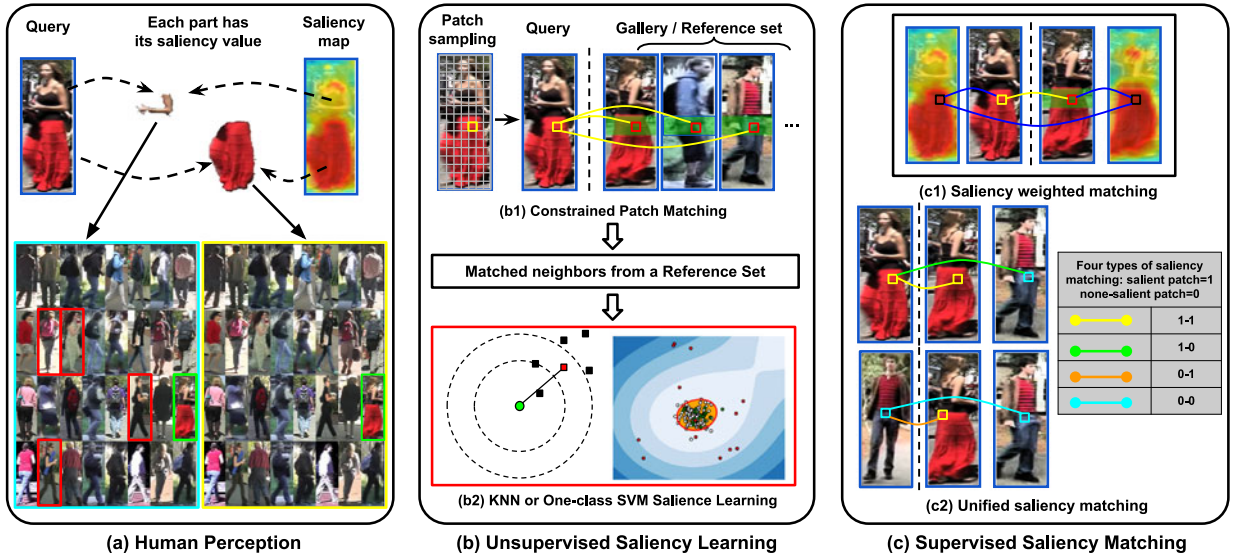 Query
Each part has
its saliency value
Saliency
map
(a) Human Perception
Patch
sampling
Query
Gallery / Reference set
...
(b1) Constrained Patch Matching
Matched neighbors from a Reference Set
(b2) KNN or One-class SVM Salience Learning
(b) Unsupervised Saliency Learning
(c1) Saliency weighted matching
Four types of saliency
matching: salient patch=1
none-salient patch=0
1-1
1-0
0-1
0-0
(c2) Unified saliency matching
(c) Supervised Saliency Matching